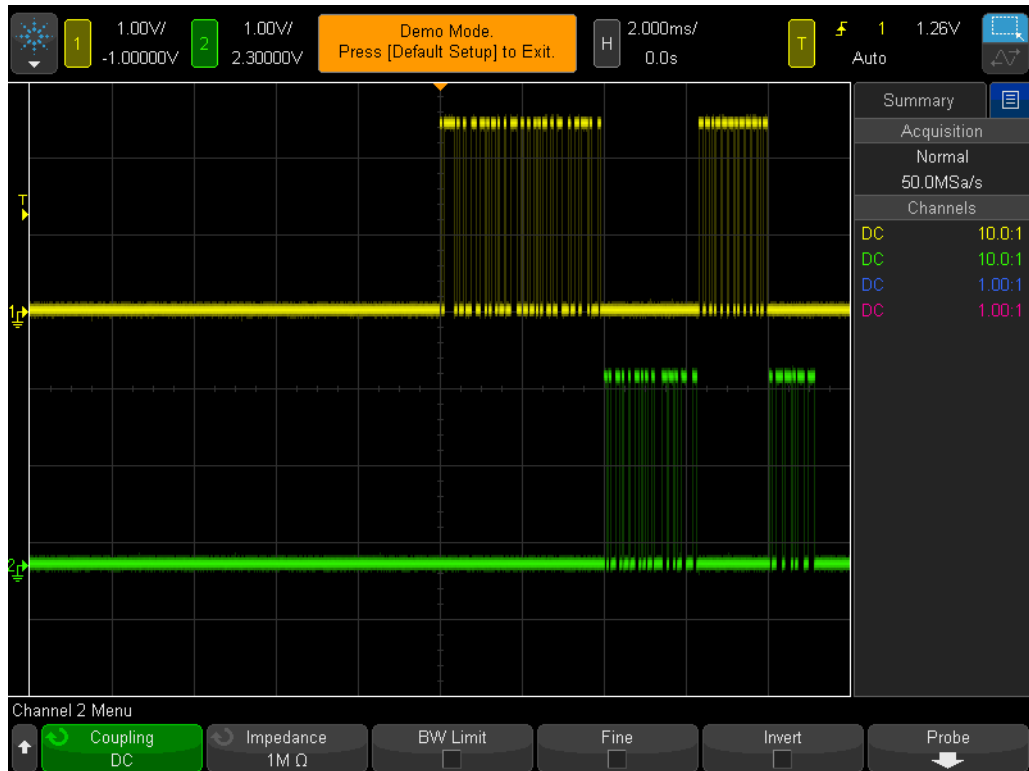 1 1.00V/ 2 1.00V/ Demo Mode. H 2.000ms/ T 1 1.26V
-1.00000V 2.30000V Press [Default Setup] to Exit. 0.0s Auto
Summary
Acquisition
Normal
50.0MSa/s
Channels
DC 10.0:1
DC 10.0:1
DC 1.00:1
DC 1.00:1
T
1
2
Channel 2 Menu
Coupling Impedance BW Limit Fine Invert Probe
DC 1M Ω